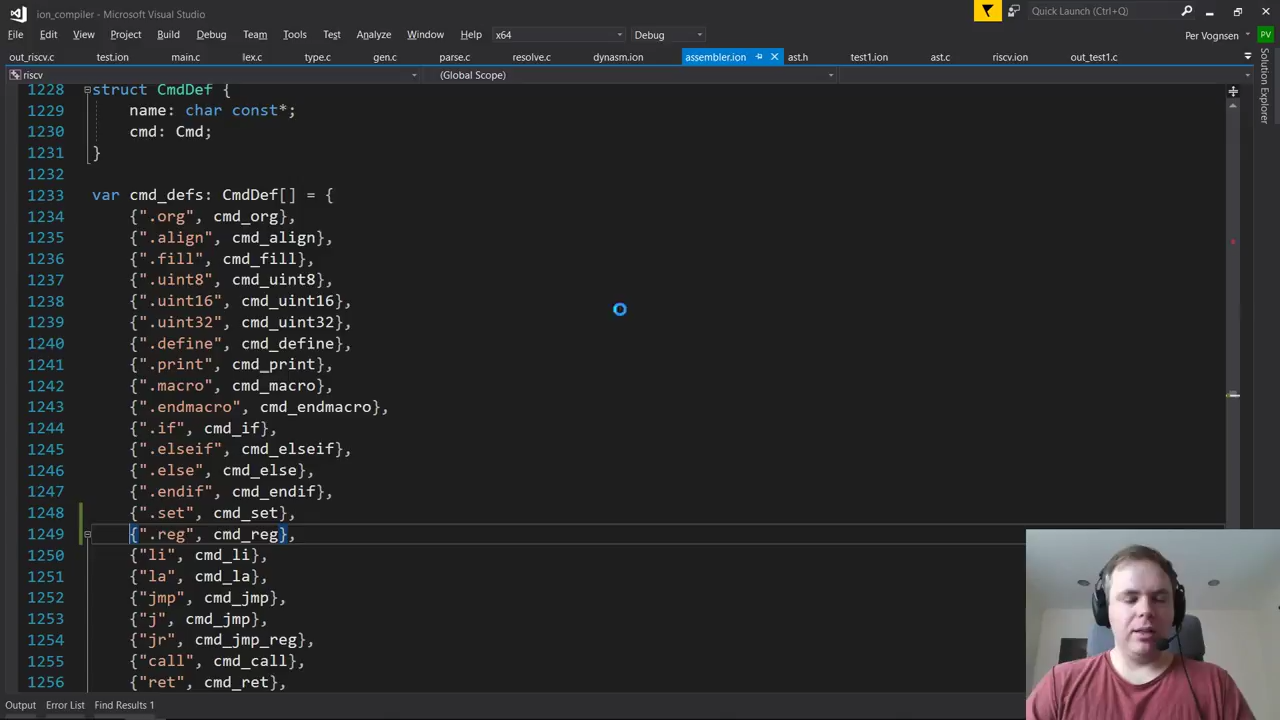 ion_compiler - Microsoft Visual Studio
Quick Launch (Ctrl+Q)
File Edit View Project Build Debug Team Tools Test Analyze Window Help x64 Debug Per Vognsen PV
out_riscv.c test.ion main.c lex.c type.c gen.c parse.c resolve.c dynasm.ion assembler.ion ast.h test1.ion ast.c riscv.ion out_test1.c
riscv (Global Scope)
Solution Explorer
1228 struct CmdDef {
1229 name: char const*;
1230 cmd: Cmd;
1231 }
1232
1233 var cmd_defs: CmdDef[] = {
1234 {".org", cmd_org},
1235 {".align", cmd_align},
1236 {".fill", cmd_fill},
1237 {".uint8", cmd_uint8},
1238 {".uint16", cmd_uint16},
1239 {".uint32", cmd_uint32},
1240 {".define", cmd_define},
1241 {".print", cmd_print},
1242 {".macro", cmd_macro},
1243 {".endmacro", cmd_endmacro},
1244 {".if", cmd_if},
1245 {".elseif", cmd_elseif},
1246 {".else", cmd_else},
1247 {".endif", cmd_endif},
1248 {".set", cmd_set},
1249 {".reg", cmd_reg},
1250 {"li", cmd_li},
1251 {"la", cmd_la},
1252 {"jmp", cmd_jmp},
1253 {"j", cmd_jmp},
1254 {"jr", cmd_jmp_reg},
1255 {"call", cmd_call},
1256 {"ret", cmd_ret},
Output Error List Find Results 1